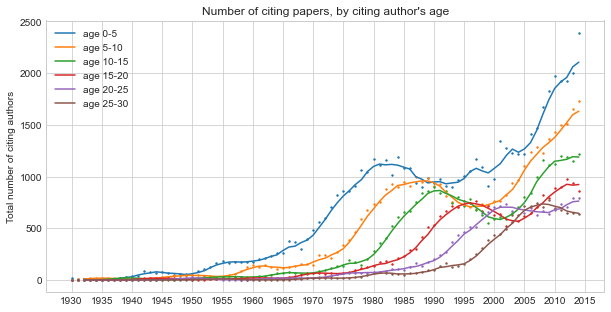 Number of citing papers, by citing author's age
Total number of citing authors
2500
2000
1500
1000
500
0
age 0-5
age 5-10
age 10-15
age 15-20
age 20-25
age 25-30
1930 1935 1940 1945 1950 1955 1960 1965 1970 1975 1980 1985 1990 1995 2000 2005 2010 2014 2015